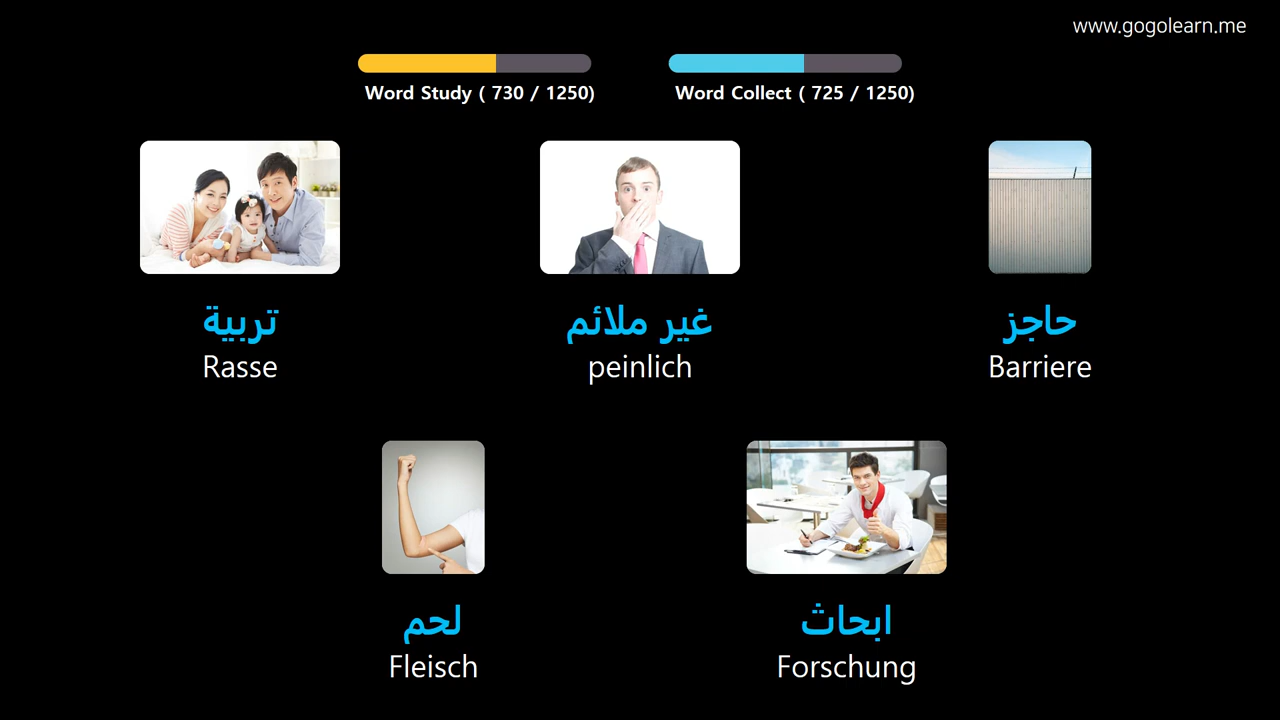 www.gogolearn.me
Word Study ( 730 / 1250)
Word Collect ( 725 / 1250)
تربية
Rasse
غير ملائم
peinlich
حاجز
Barriere
لحم
Fleisch
ابحاث
Forschung